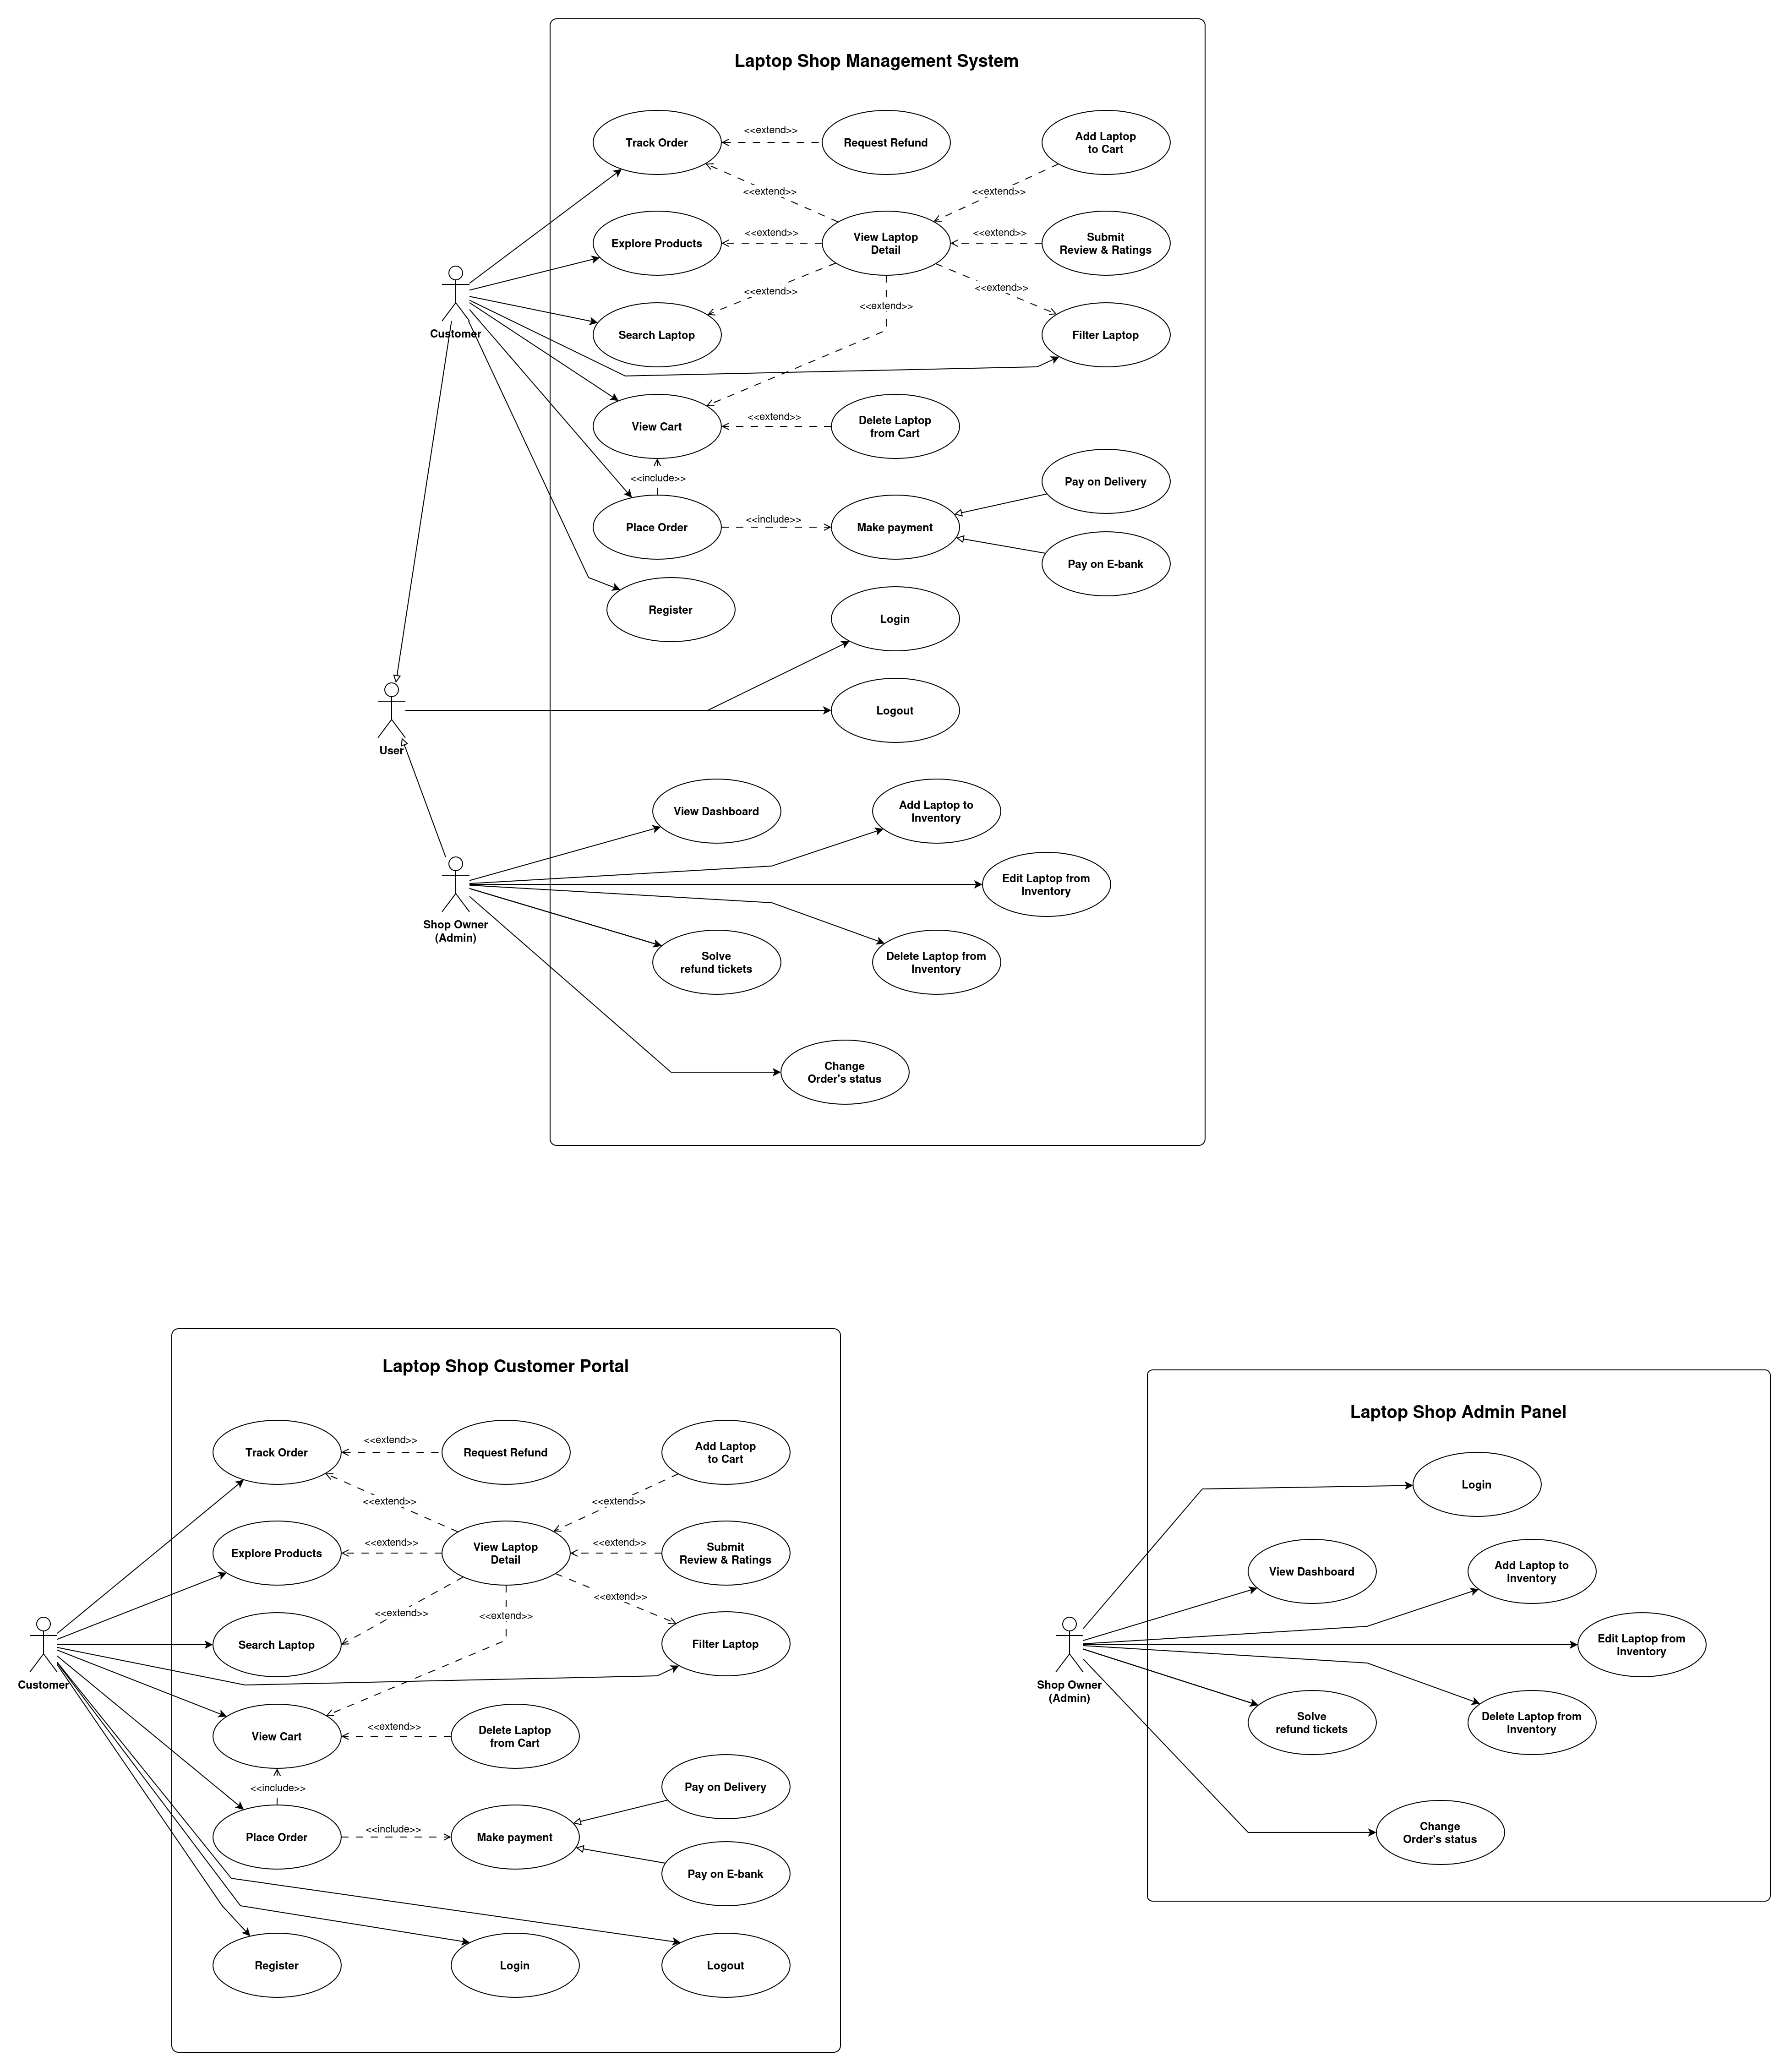 Laptop Shop Management System
Track Order
<<extend>>
Request Refund
Add Laptop
to Cart
<<extend>>
<<extend>>
Explore Products
<<extend>>
View Laptop
Detail
<<extend>>
Submit
Review & Ratings
<<extend>>
<<extend>>
<<extend>>
Customer
Search Laptop
Filter Laptop
View Cart
<<extend>>
Delete Laptop
from Cart
<<include>>
Pay on Delivery
Place Order
<<include>>
Make payment
Pay on E-bank
Register
Login
Logout
User
View Dashboard
Add Laptop to
Inventory
Edit Laptop from
Inventory
Shop Owner
(Admin)
Solve
refund tickets
Delete Laptop from
Inventory
Change
Order's status
Laptop Shop Customer Portal
Track Order
<<extend>>
Request Refund
Add Laptop
to Cart
<<extend>>
<<extend>>
Explore Products
<<extend>>
View Laptop
Detail
<<extend>>
Submit
Review & Ratings
<<extend>>
<<extend>>
<<extend>>
Search Laptop
Filter Laptop
Customer
View Cart
<<extend>>
Delete Laptop
from Cart
<<include>>
Pay on Delivery
Place Order
<<include>>
Make payment
Pay on E-bank
Register
Login
Logout
Laptop Shop Admin Panel
Login
View Dashboard
Add Laptop to
Inventory
Edit Laptop from
Inventory
Shop Owner
(Admin)
Solve
refund tickets
Delete Laptop from
Inventory
Change
Order's status